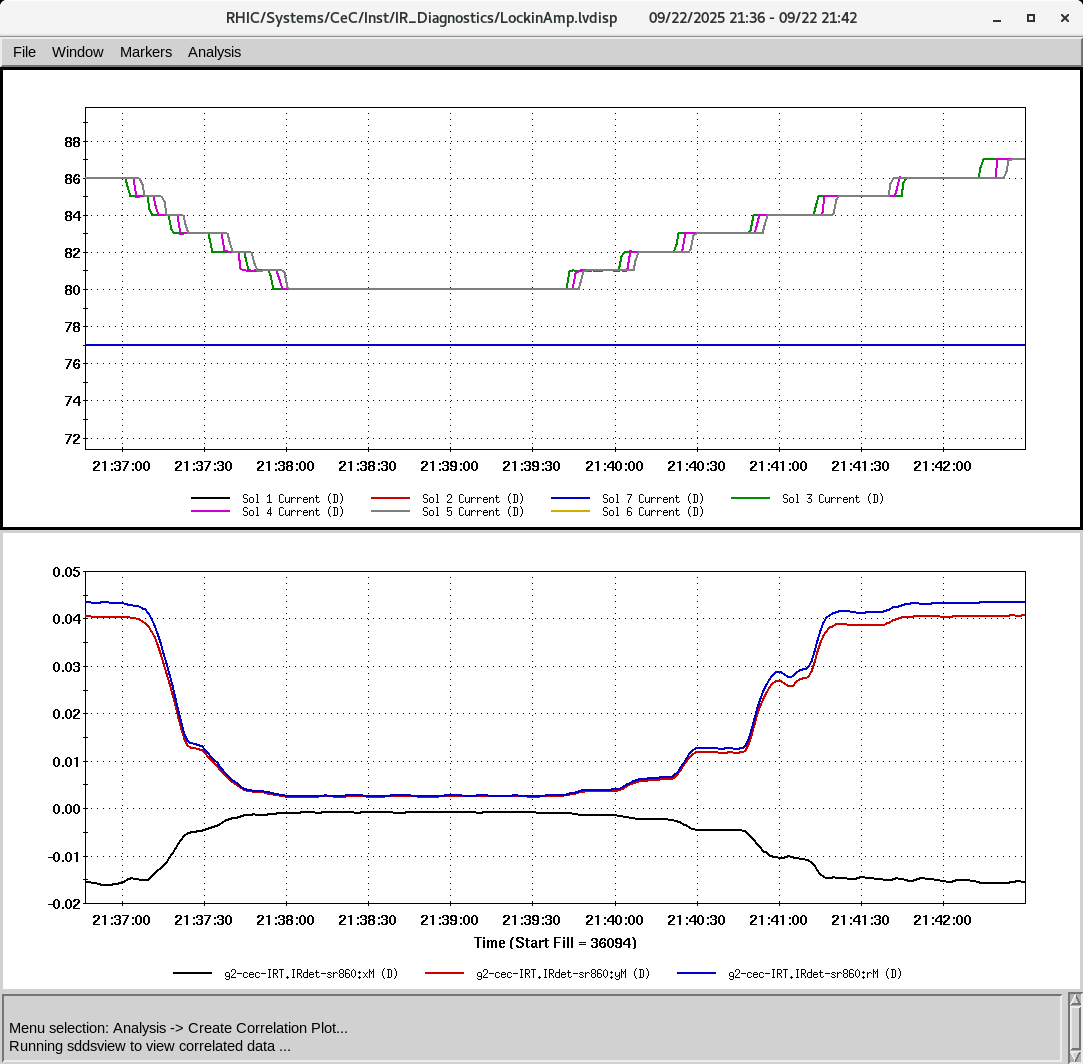 RHIC/Systems/CeC/Inst/IR_Diagnostics/LockinAmp.lvdisp 09/22/2025 21:36 - 09/22 21:42
File Window Markers Analysis
88
86
84
82
80
78
76
74
72
21:37:00 21:37:30 21:38:00 21:38:30 21:39:00 21:39:30 21:40:00 21:40:30 21:41:00 21:41:30 21:42:00
Sol 1 Current (D) Sol 2 Current (D) Sol 7 Current (D) Sol 3 Current (D)
Sol 4 Current (D) Sol 5 Current (D) Sol 6 Current (D)
0.05
0.04
0.03
0.02
0.01
0.00
-0.01
-0.02
21:37:00 21:37:30 21:38:00 21:38:30 21:39:00 21:39:30 21:40:00 21:40:30 21:41:00 21:41:30 21:42:00
Time (Start Fill = 36094)
g2-cec-IRT.IRdet-sr860:xM (D) g2-cec-IRT.IRdet-sr860:yM (D) g2-cec-IRT.IRdet-sr860:rM (D)
Menu selection: Analysis -> Create Correlation Plot...
Running sddsview to view correlated data ...